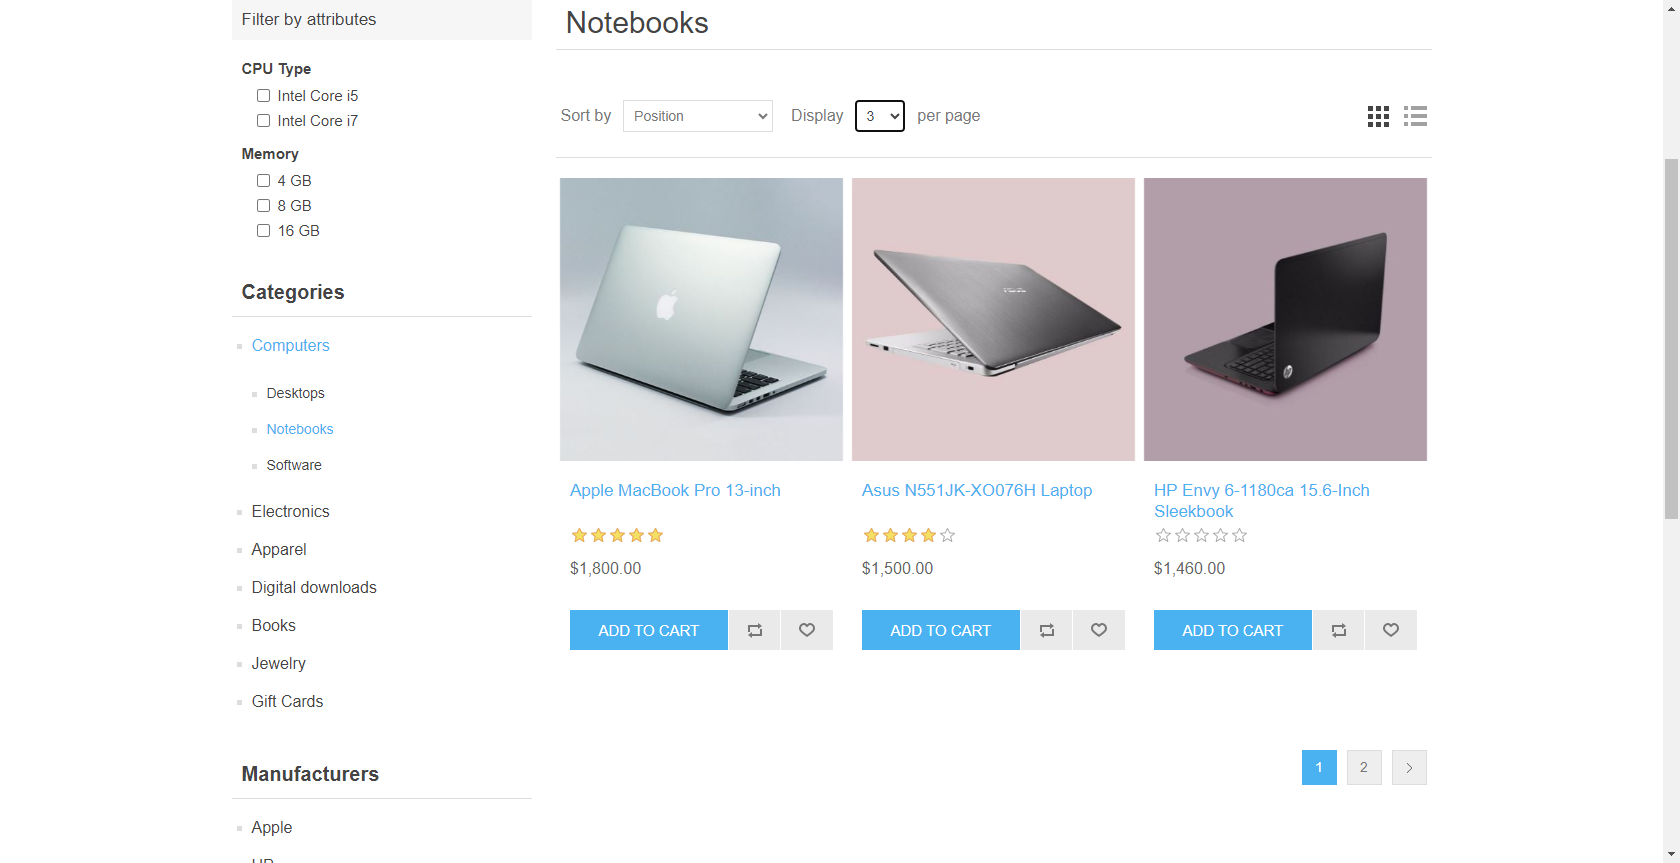 Filter by attributes
CPU Type
Intel Core i5
Intel Core i7
Memory
4 GB
8 GB
16 GB
Categories
Computers
Desktops
Notebooks
Software
Electronics
Apparel
Digital downloads
Books
Jewelry
Gift Cards
Manufacturers
Apple
HP
Notebooks
Sort by Position Display 3 per page
Apple MacBook Pro 13-inch
$1,800.00
ADD TO CART
Asus N551JK-XO076H Laptop
$1,500.00
ADD TO CART
HP Envy 6-1180ca 15.6-Inch
Sleekbook
$1,460.00
ADD TO CART
1 2